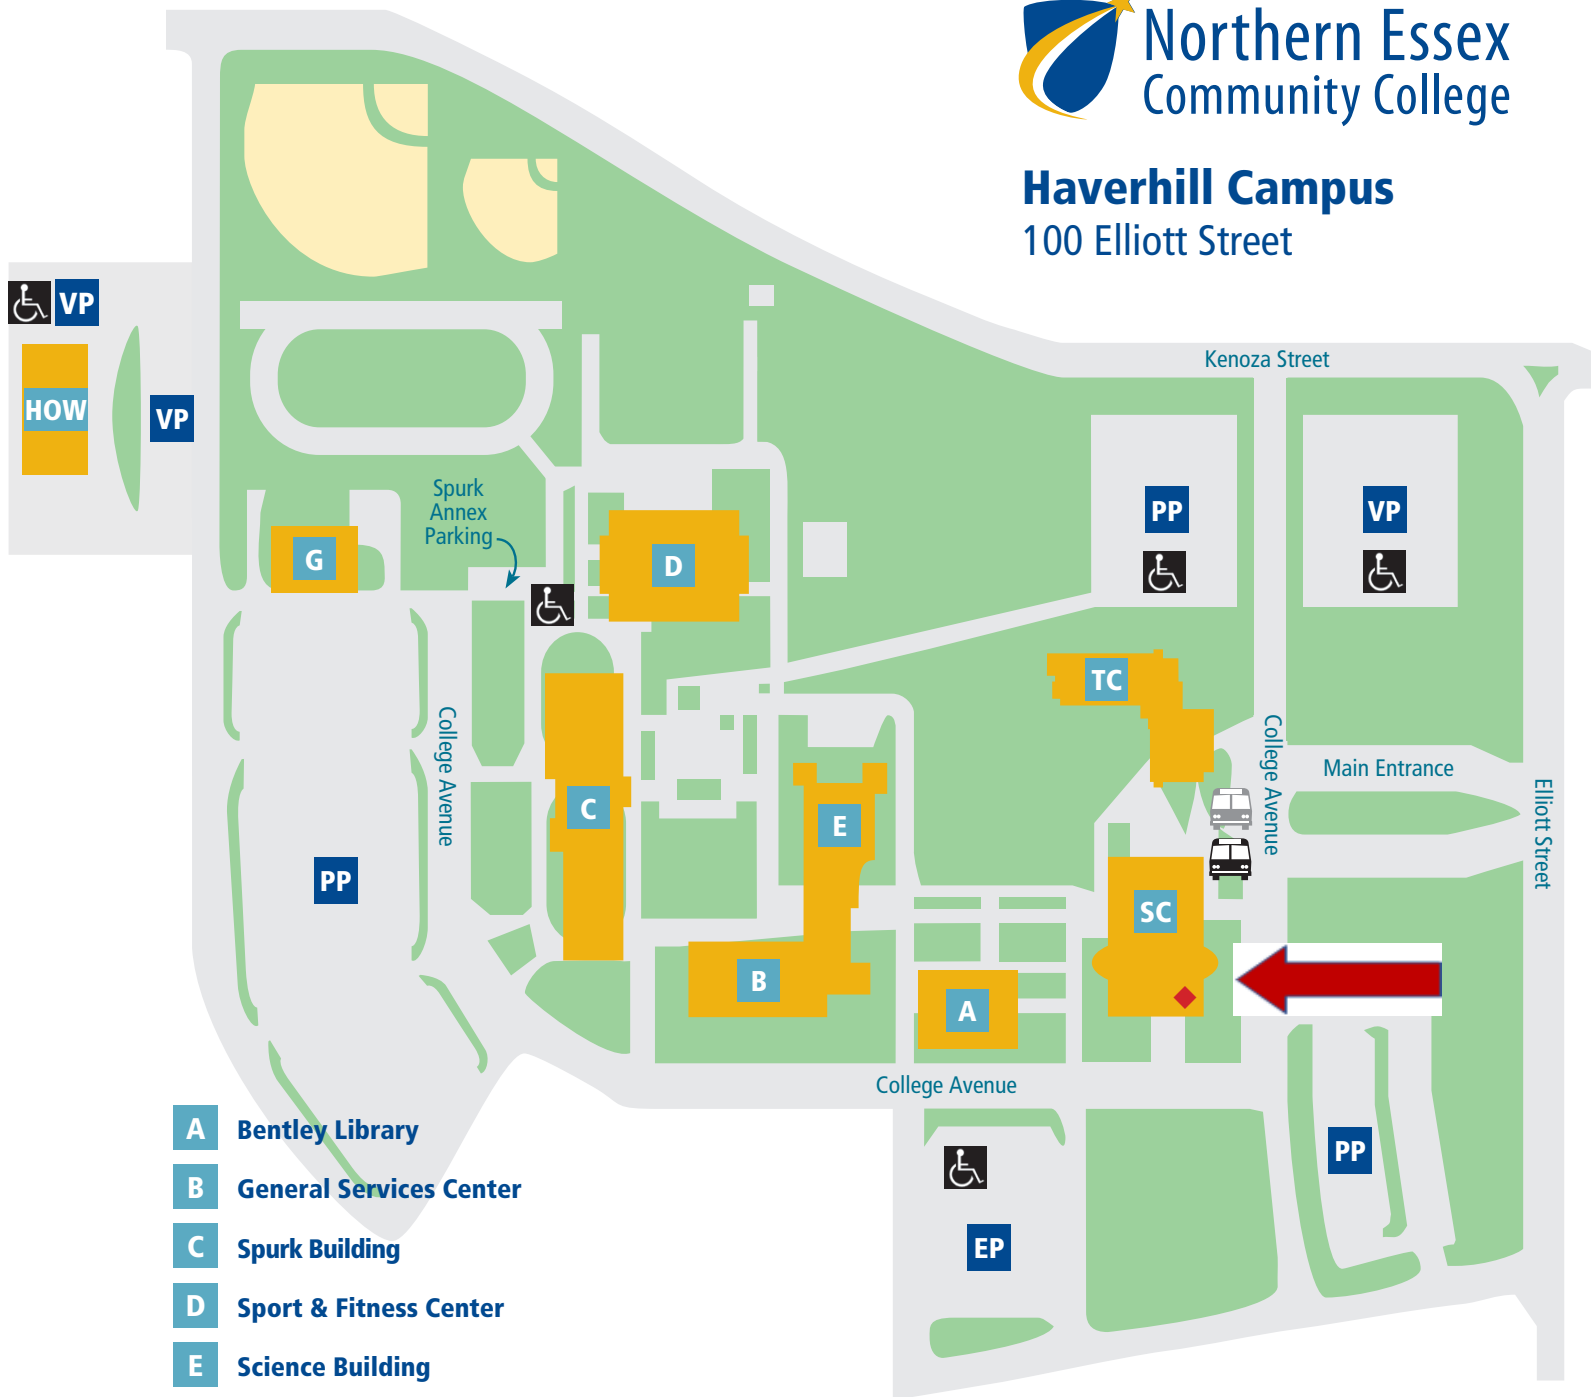 Northern Essex
Community College
Haverhill Campus
100 Elliott Street
VP
HOW
VP
Kenoza Street
Spurk
Annex
Parking
PP
VP
G
D
TC
College Avenue
College Avenue
Main Entrance
Elliott Street
C
E
PP
SC
B
A
College Avenue
PP
EP
A Bentley Library
B General Services Center
C Spurk Building
D Sport & Fitness Center
E Science Building